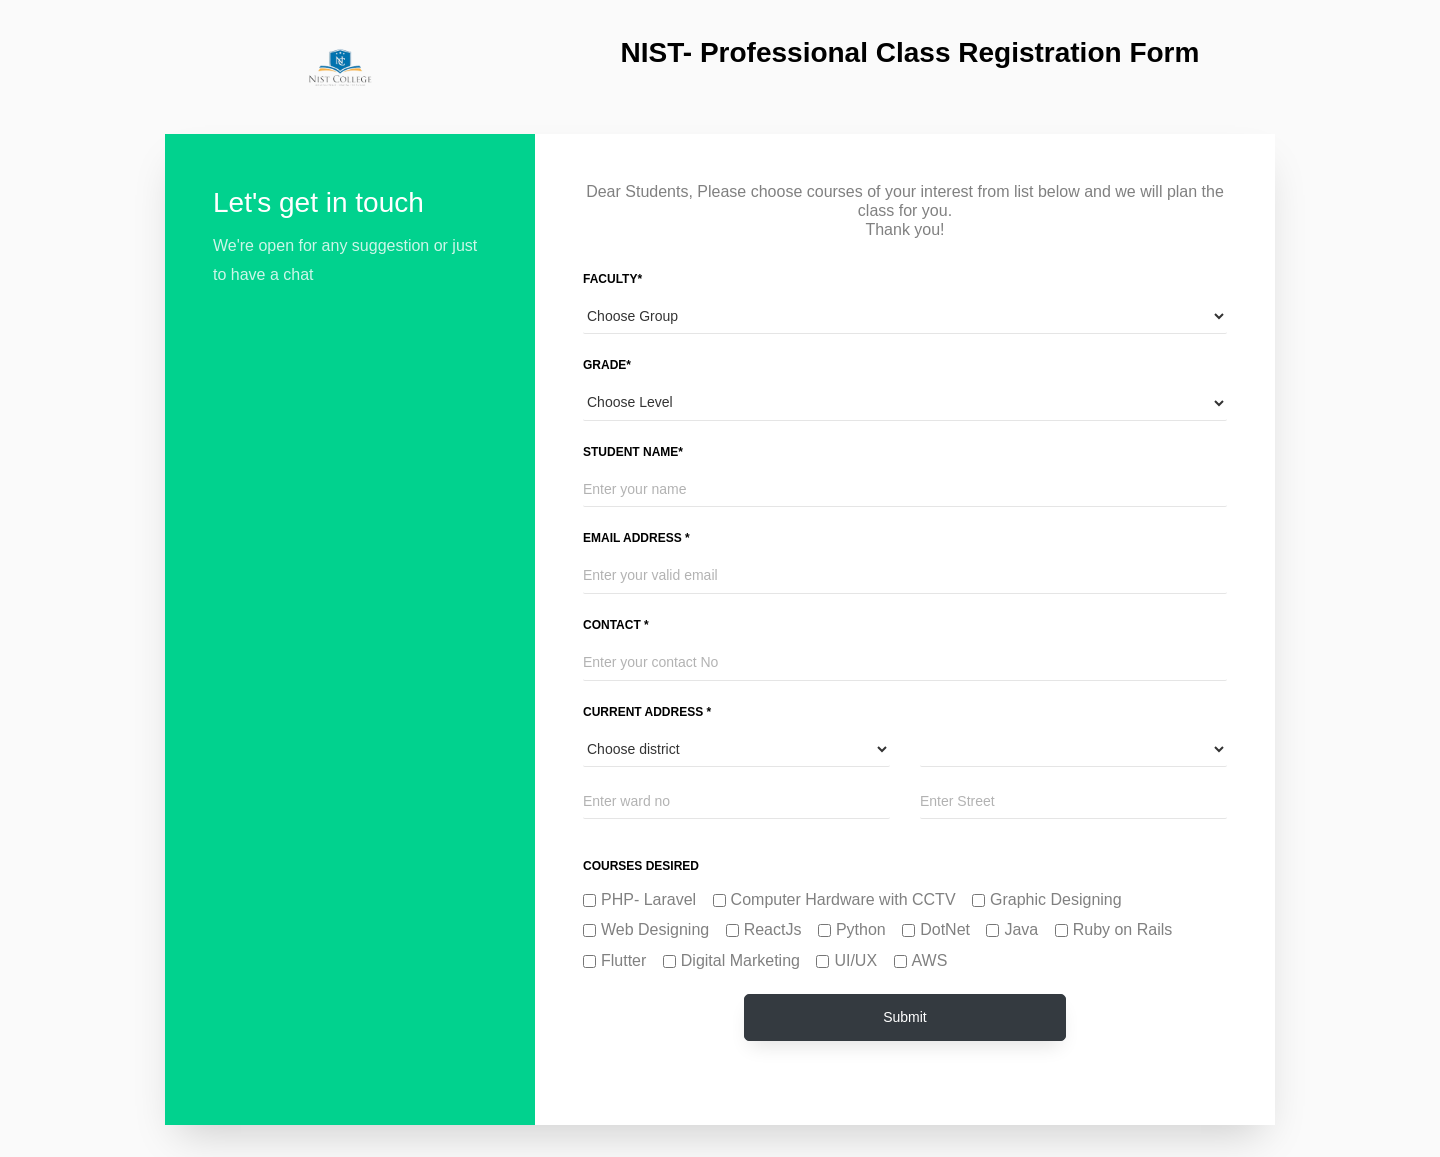 NIST COLLEGE
NIST- Professional Class Registration Form
Let's get in touch
We're open for any suggestion or just
to have a chat
Dear Students, Please choose courses of your interest from list below and we will plan the
class for you.
Thank you!
FACULTY*
Choose Group
GRADE*
Choose Level
STUDENT NAME*
Enter your name
EMAIL ADDRESS *
Enter your valid email
CONTACT *
Enter your contact No
CURRENT ADDRESS *
Choose district
Enter ward no Enter Street
COURSES DESIRED
PHP- Laravel Computer Hardware with CCTV Graphic Designing
Web Designing ReactJs Python DotNet Java Ruby on Rails
Flutter Digital Marketing UI/UX AWS
Submit